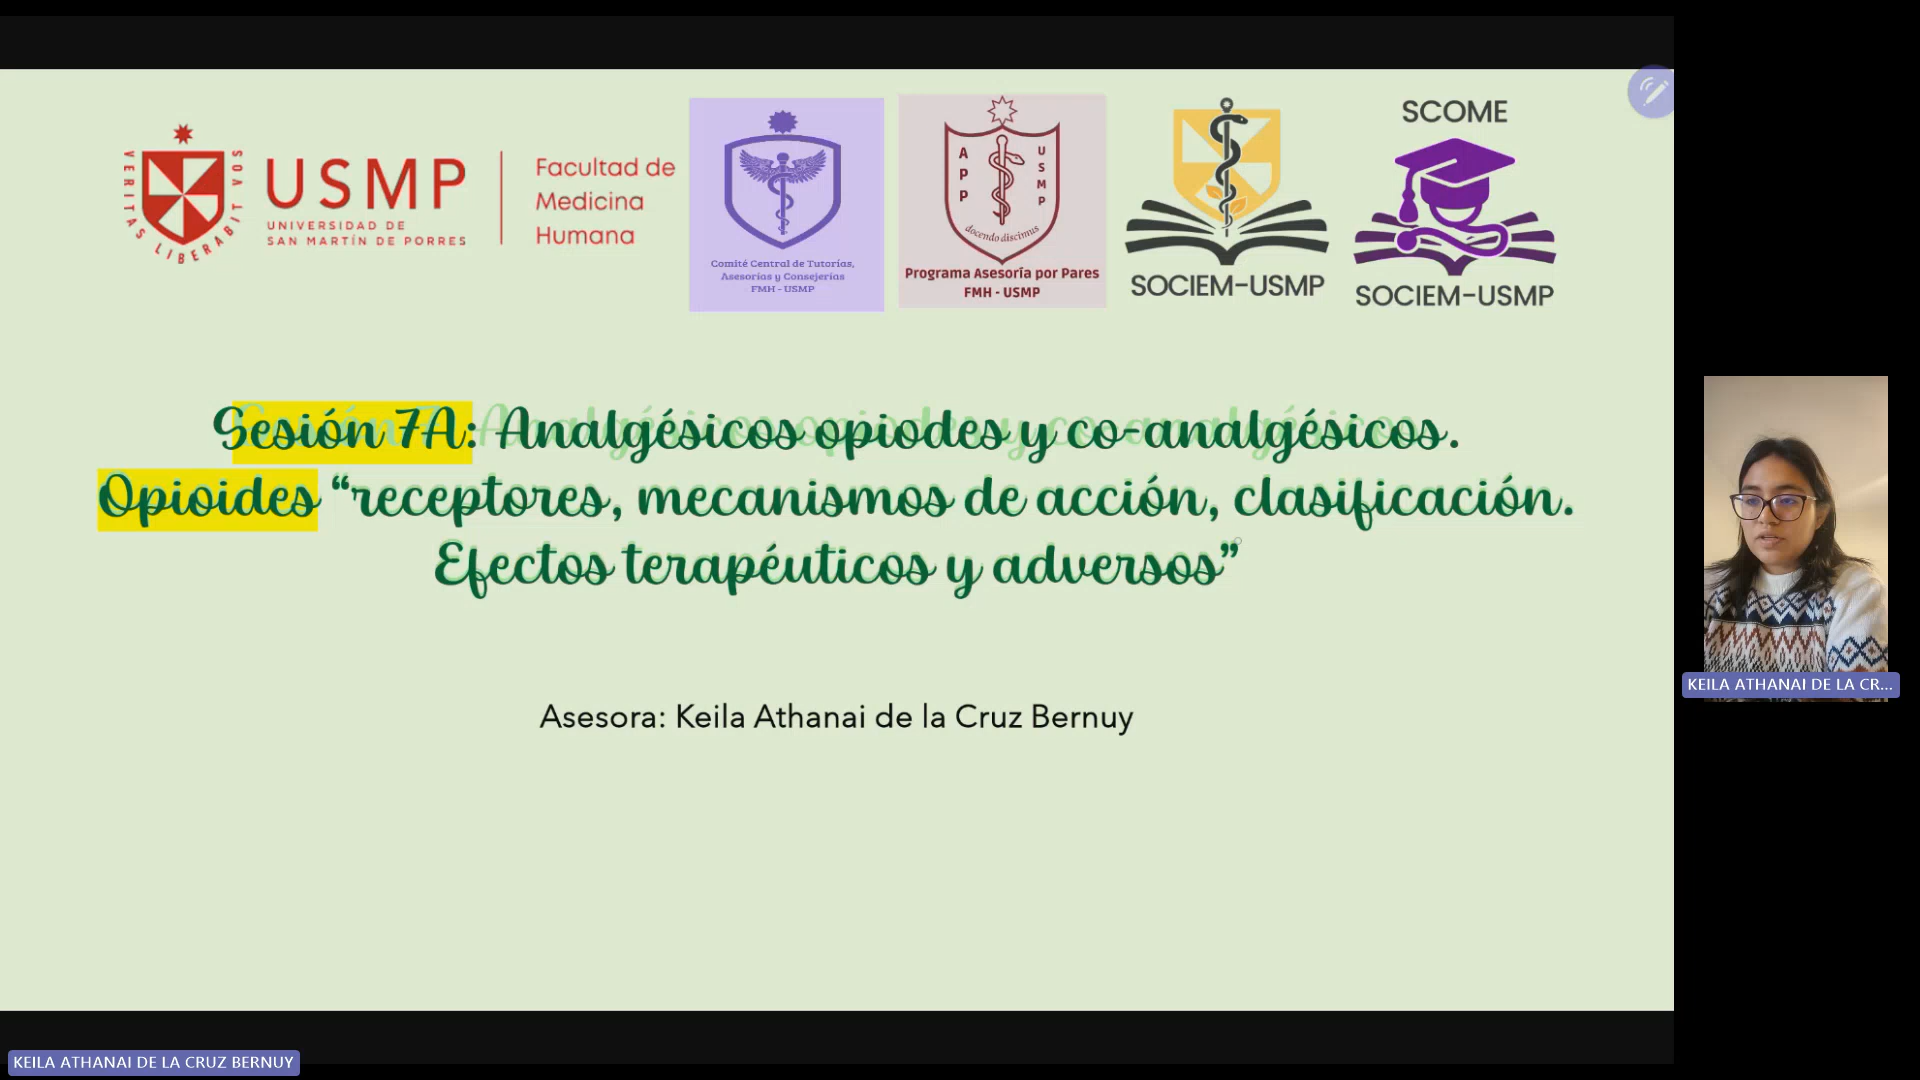 VERITAS LIBERABIT VOS
USMP
UNIVERSIDAD DE
SAN MARTÍN DE PORRES
Facultad de
Medicina
Humana
Comité Central de Tutorías,
Asesorías y Consejerías
FMH - USMP
APP
USMP
docendo discimus
Programa Asesoría por Pares
FMH - USMP
SOCIEM-USMP
SCOME
SOCIEM-USMP
Sesión 7A: Analgésicos opiodes y co-analgésicos.
Opioides “receptores, mecanismos de acción, clasificación.
Efectos terapéuticos y adversos”
Asesora: Keila Athanai de la Cruz Bernuy
KEILA ATHANAI DE LA CR...
KEILA ATHANAI DE LA CRUZ BERNUY